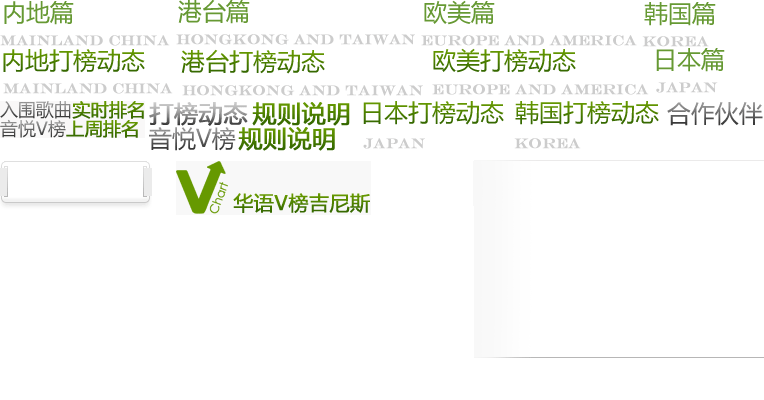 内地篇
港台篇
欧美篇
韩国篇
MAINLAND CHINA
HONGKONG AND TAIWAN
EUROPE AND AMERICA
KOREA
内地打榜动态
港台打榜动态
欧美打榜动态
日本篇
MAINLAND CHINA
HONGKONG AND TAIWAN
EUROPE AND AMERICA
JAPAN
入围歌曲实时排名
音悦V榜上周排名
打榜动态 规则说明
音悦V榜 规则说明
日本打榜动态
JAPAN
韩国打榜动态
KOREA
合作伙伴
V Chart
华语V榜吉尼斯